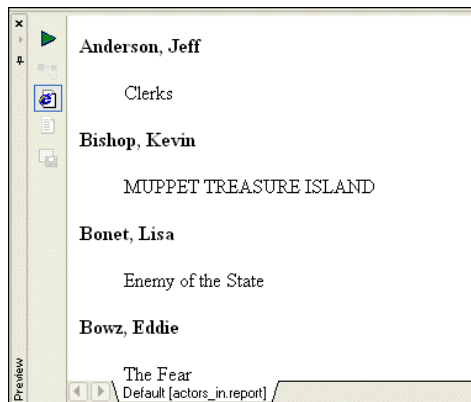 Anderson, Jeff
Clerks
Bishop, Kevin
MUPPET TREASURE ISLAND
Bonet, Lisa
Enemy of the State
Bowz, Eddie
The Fear
Preview
Default [actors_in.report]